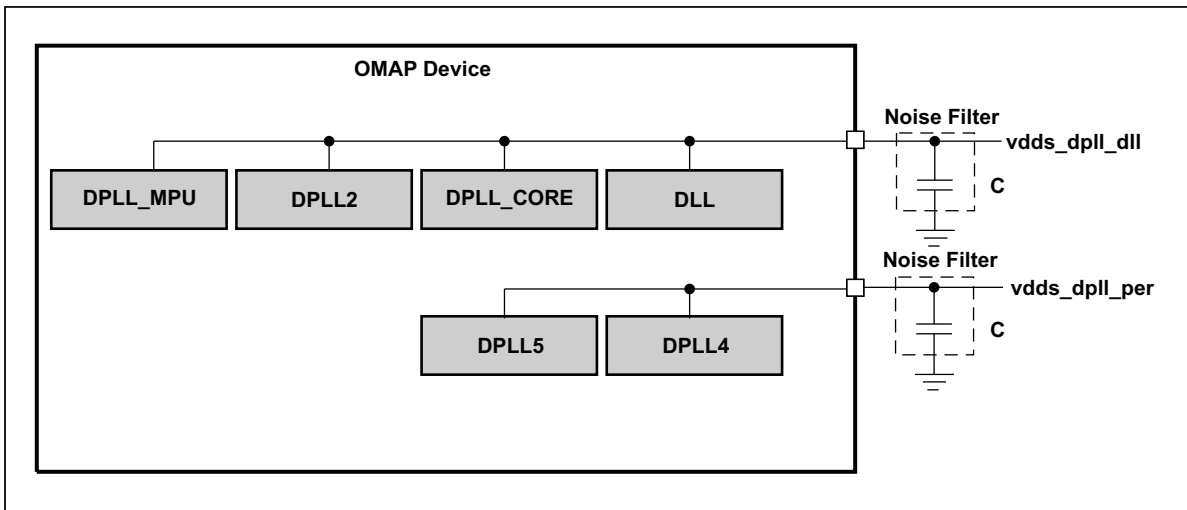 OMAP Device
Noise Filter
vdds_dpll_dll
C
DPLL_MPU
DPLL2
DPLL_CORE
DLL
Noise Filter
vdds_dpll_per
C
DPLL5
DPLL4